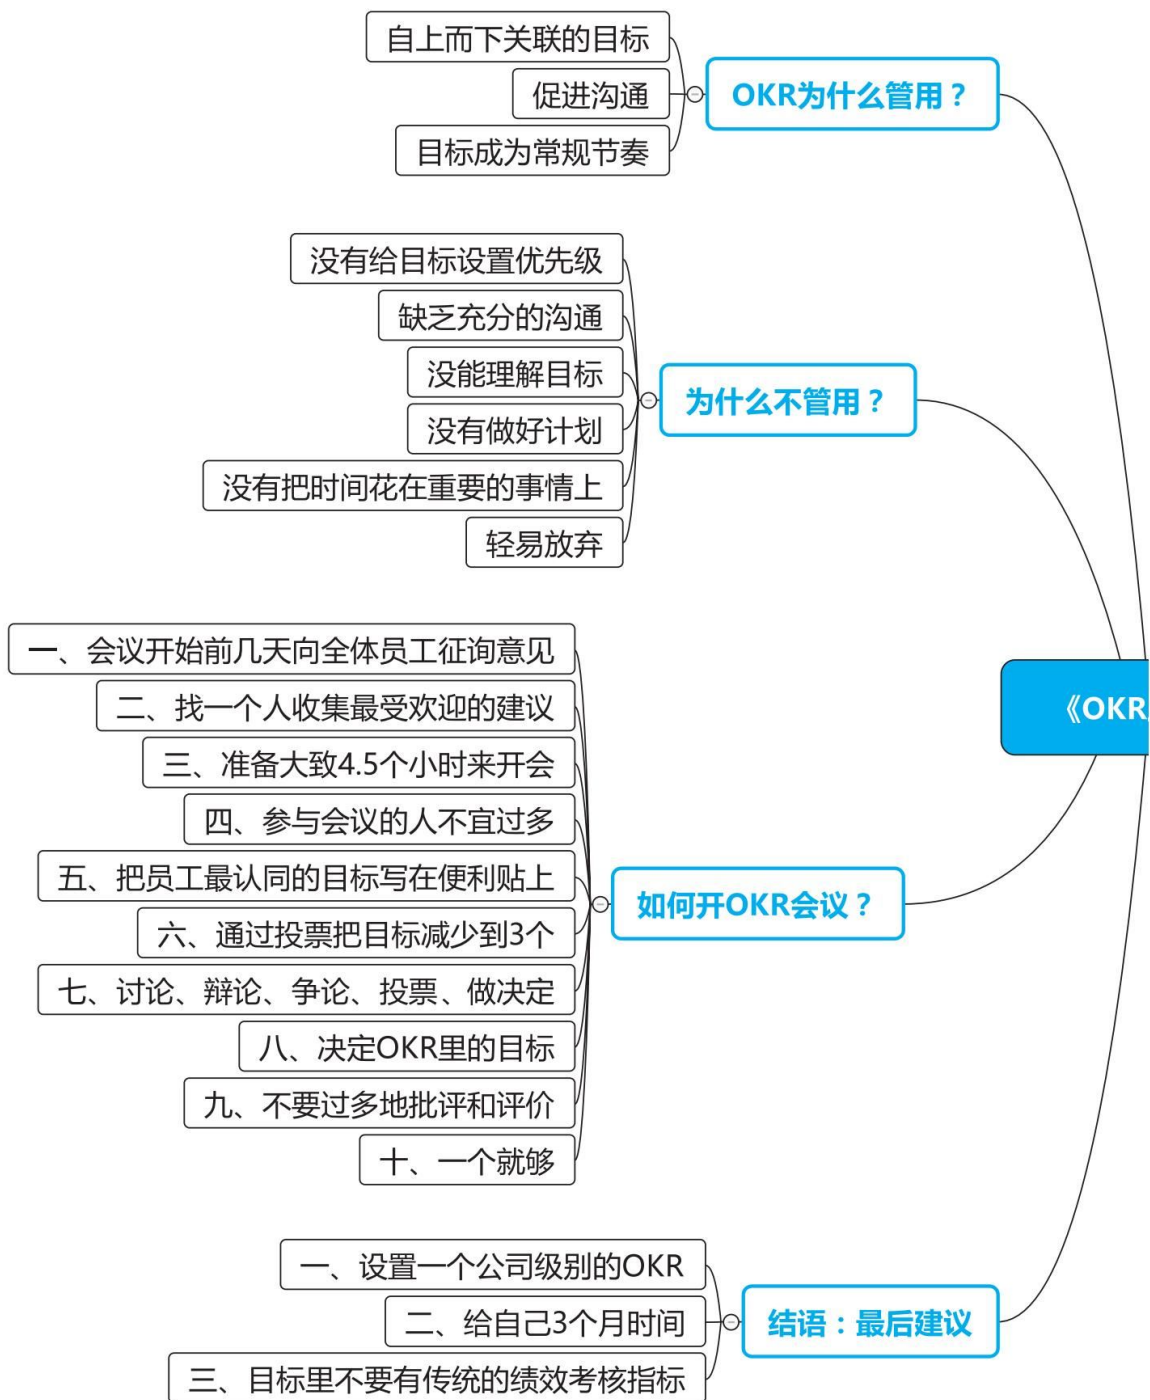 自上而下关联的目标
促进沟通
目标成为常规节奏
OKR为什么管用？
没有给目标设置优先级
缺乏充分的沟通
没能理解目标
没有做好计划
没有把时间花在重要的事情上
轻易放弃
为什么不管用？
一、会议开始前几天向全体员工征询意见
二、找一个人收集最受欢迎的建议
三、准备大致4.5个小时来开会
四、参与会议的人不宜过多
五、把员工最认同的目标写在便利贴上
六、通过投票把目标减少到3个
七、讨论、辩论、争论、投票、做决定
八、决定OKR里的目标
九、不要过多地批评和评价
十、一个就够
如何开OKR会议？
《OKR
一、设置一个公司级别的OKR
二、给自己3个月时间
三、目标里不要有传统的绩效考核指标
结语：最后建议